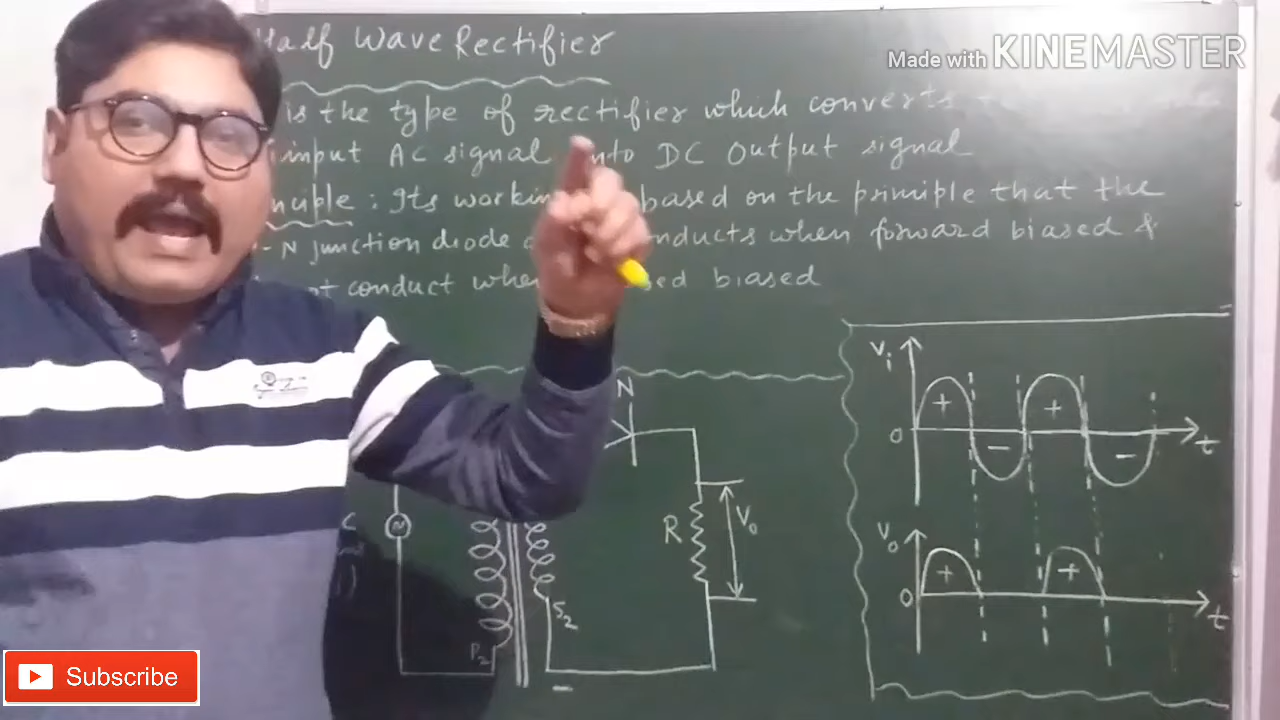 Half Wave Rectifier
Made with KINEMASTER
is the type of rectifier which converts
input AC signal into DC Output signal
: Its working based on the principle that the
N junction diode conducts when forward biased &
conduct when biased
N
R
V₀
S₂
P₂
−
Vi
+
−
+
−
0
t
V₀
+
+
0
t
Subscribe